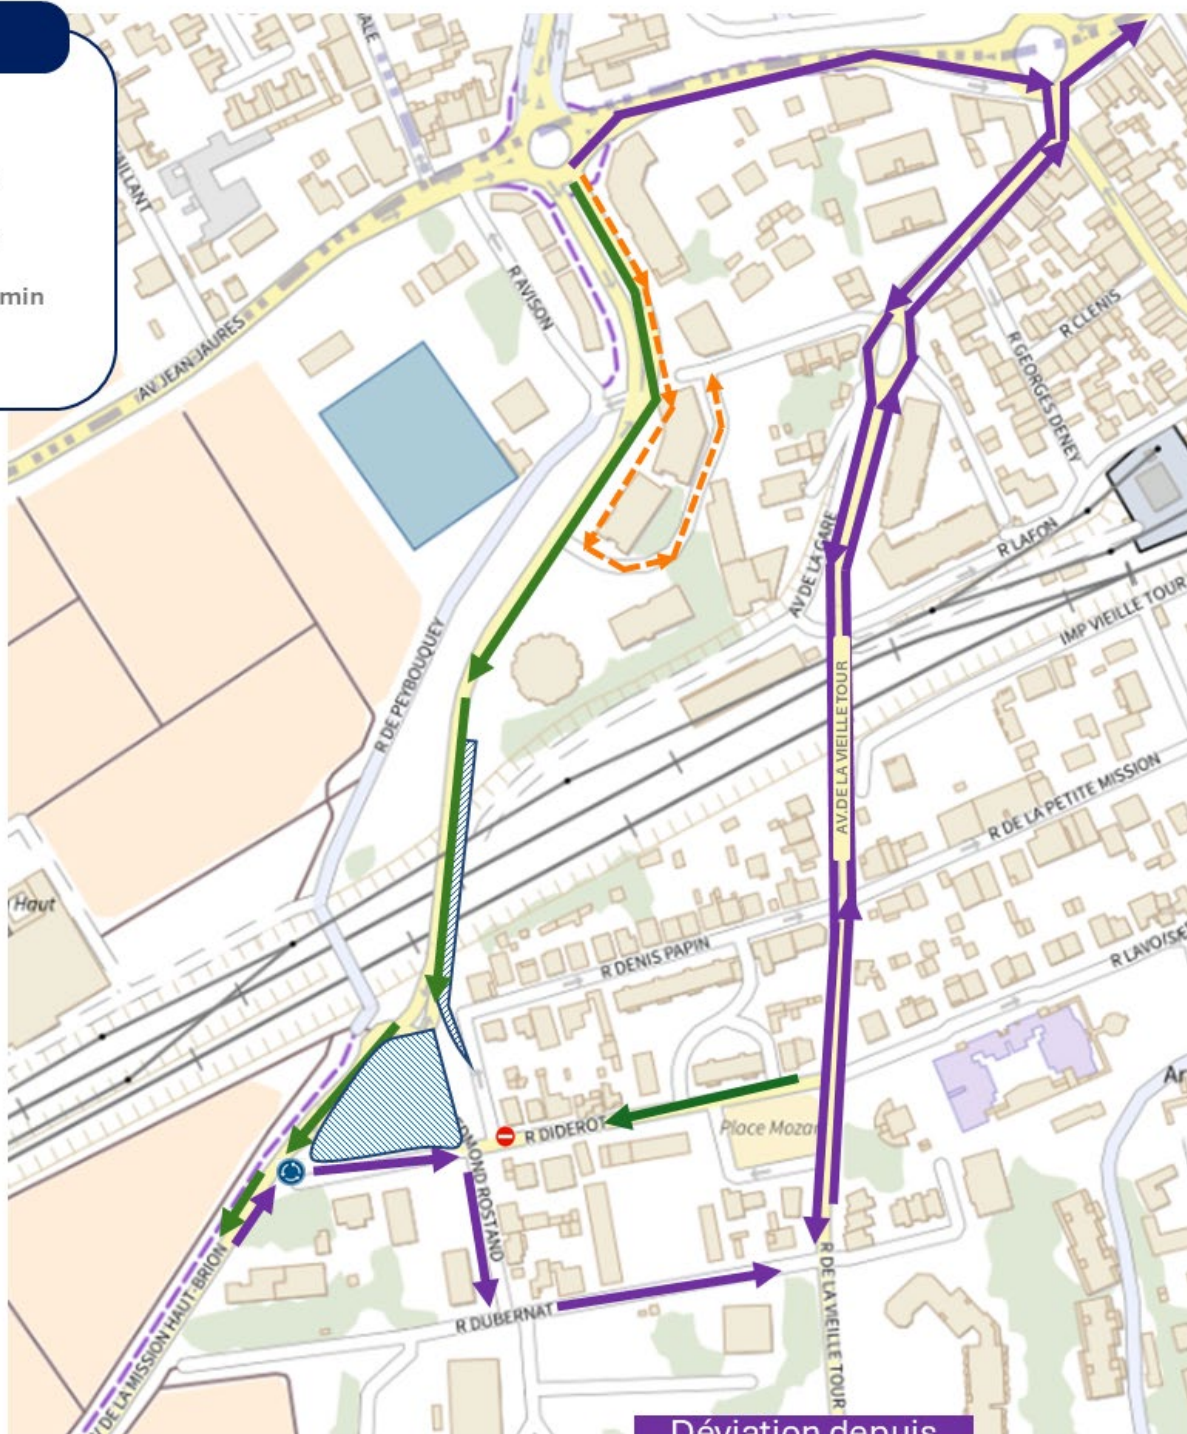 min
AV JEAN JAURES
R AVISON
R CLENIS
R GEORGES DENEY
R LAFON
AV DE LA GARE
IMP VIEILLE TOUR
R DE PEYBOUQUEY
AV.DE LA VIEILLE TOUR
R DE LA PETITE MISSION
Haut
R DENIS PAPIN
R LAVOISE
R DIDEROT
Place Mozar
Ar
DMOND ROSTAND
R DUBERNAT
R DE LA VIEILLE TOUR
V DE LA MISSION HAUT-BRION
Déviation depuis